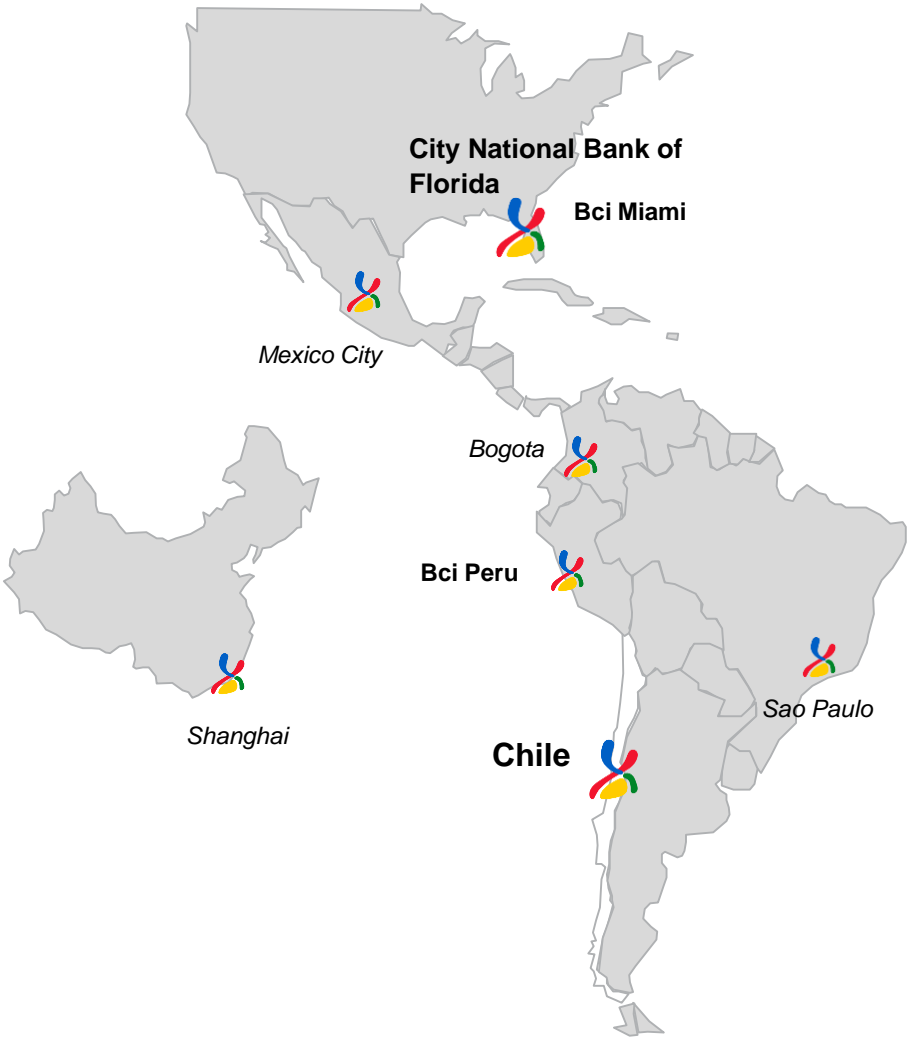 City National Bank of
Florida
Bci Miami
Mexico City
Bogota
Bci Peru
Sao Paulo
Shanghai
Chile